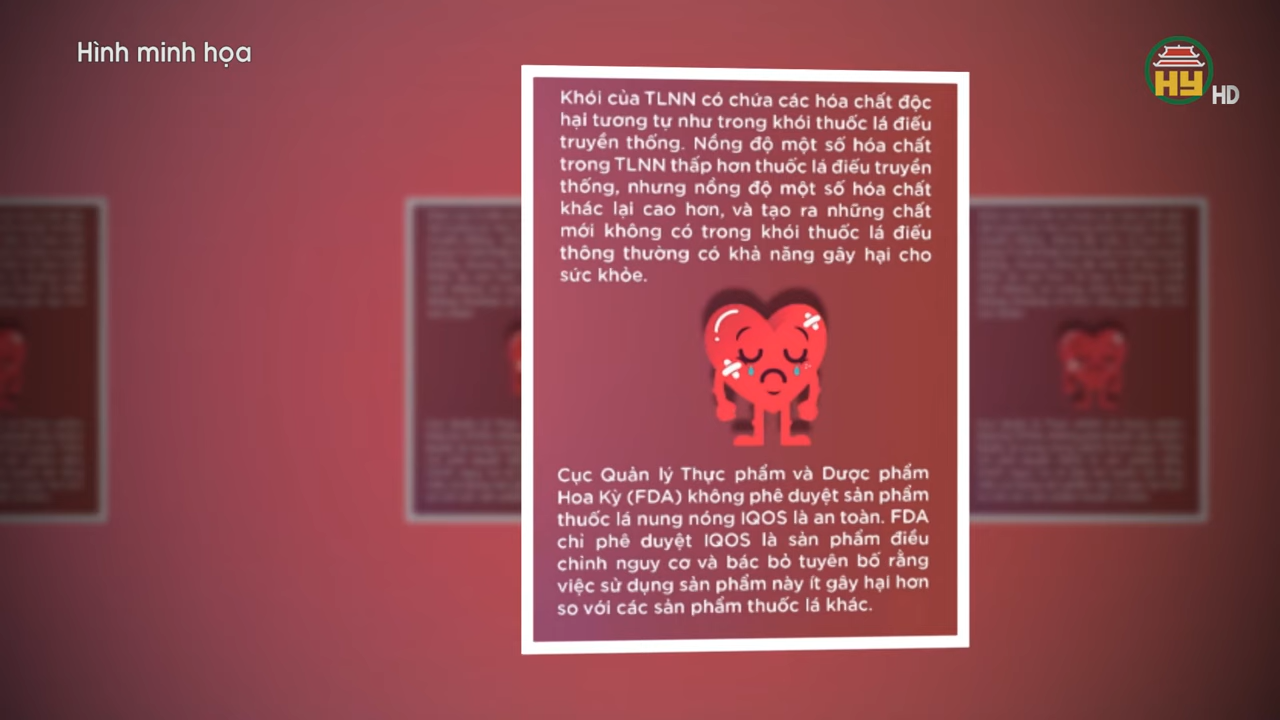 Hình minh họa
HY HD
Khói của TLNN có chứa các hóa chất độc
hại tương tự như trong khói thuốc lá điếu
truyền thống. Nồng độ một số hóa chất
trong TLNN thấp hơn thuốc lá điếu truyền
thống, nhưng nồng độ một số hóa chất
khác lại cao hơn, và tạo ra những chất
mới không có trong khói thuốc lá điếu
thông thường có khả năng gây hại cho
sức khỏe.
Cục Quản lý Thực phẩm và Dược phẩm
Hoa Kỳ (FDA) không phê duyệt sản phẩm
thuốc lá nung nóng IQOS là an toàn. FDA
chỉ phê duyệt IQOS là sản phẩm điều
chỉnh nguy cơ và bác bỏ tuyên bố rằng
việc sử dụng sản phẩm này ít gây hại hơn
so với các sản phẩm thuốc lá khác.